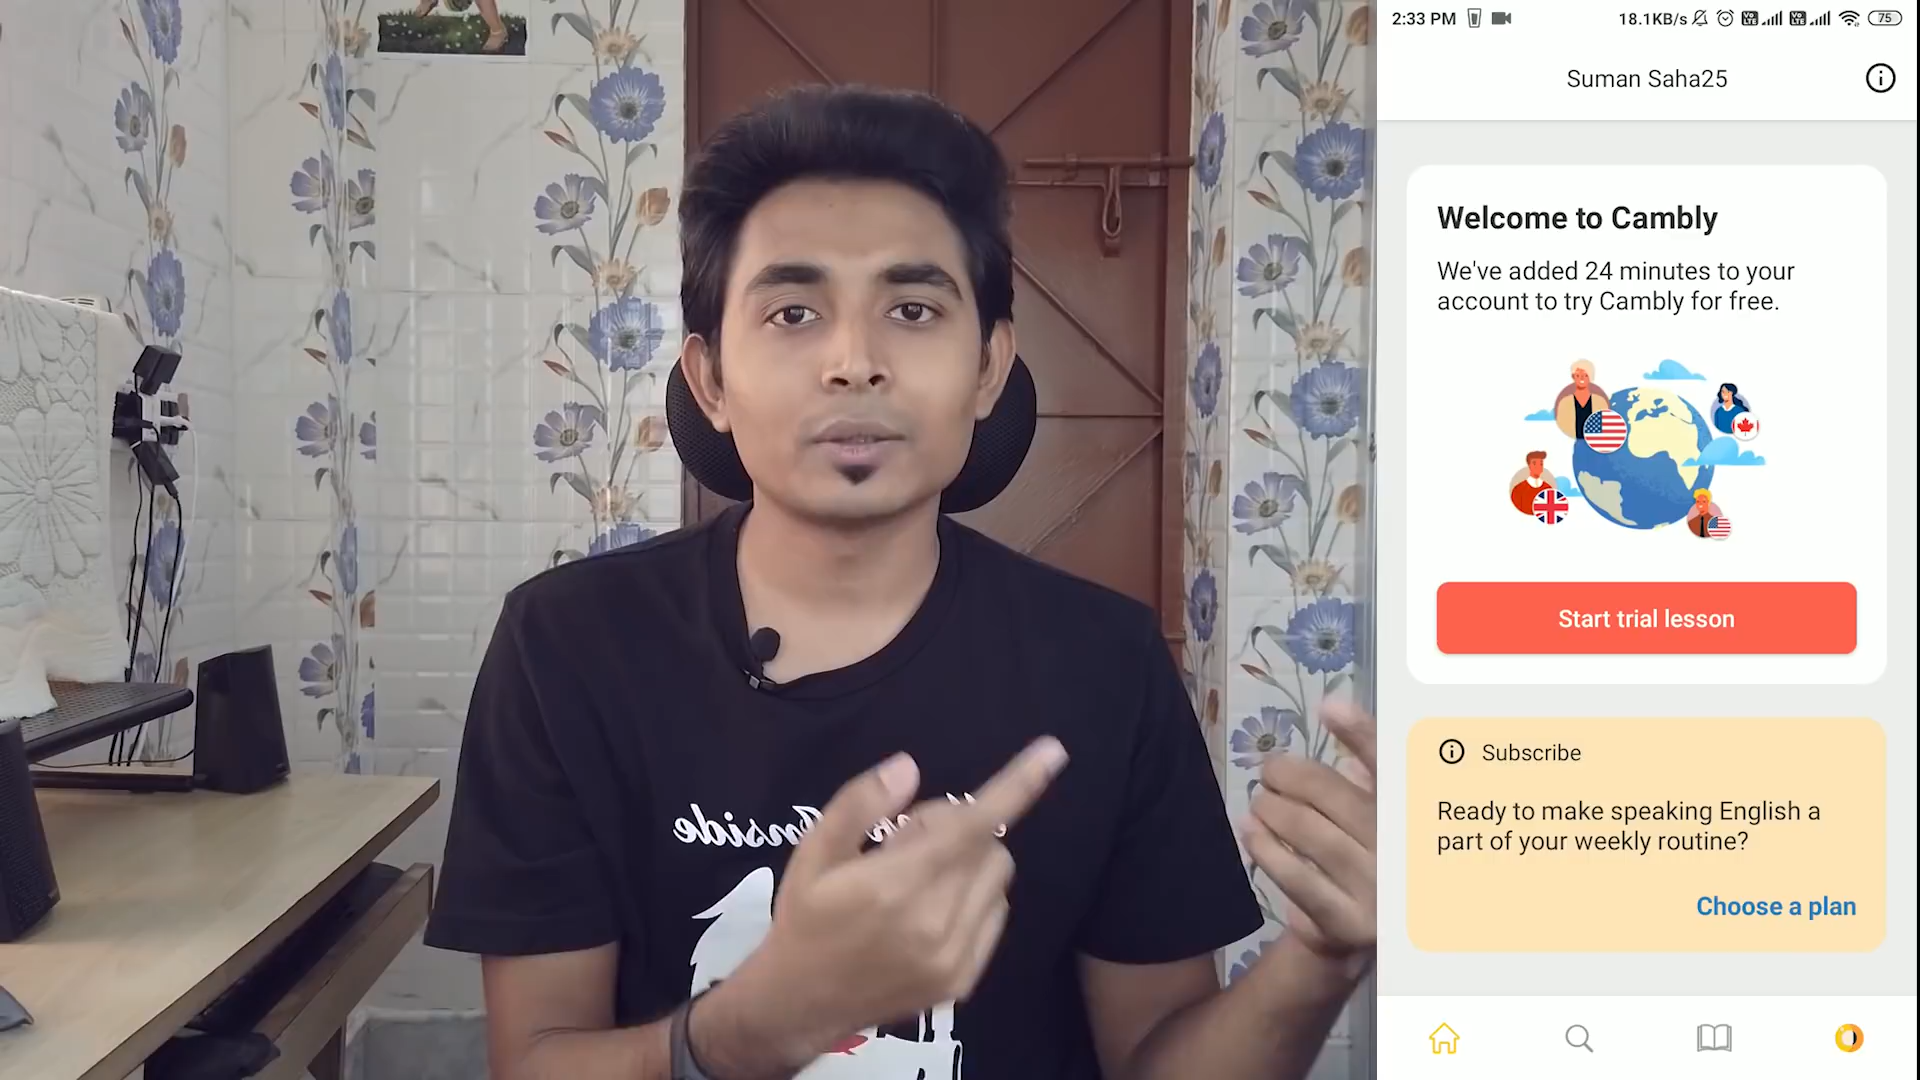 2:33 PM
18.1KB/s
75
Suman Saha25
Welcome to Cambly
We've added 24 minutes to your
account to try Cambly for free.
Start trial lesson
Subscribe
Ready to make speaking English a
part of your weekly routine?
Choose a plan
Inside